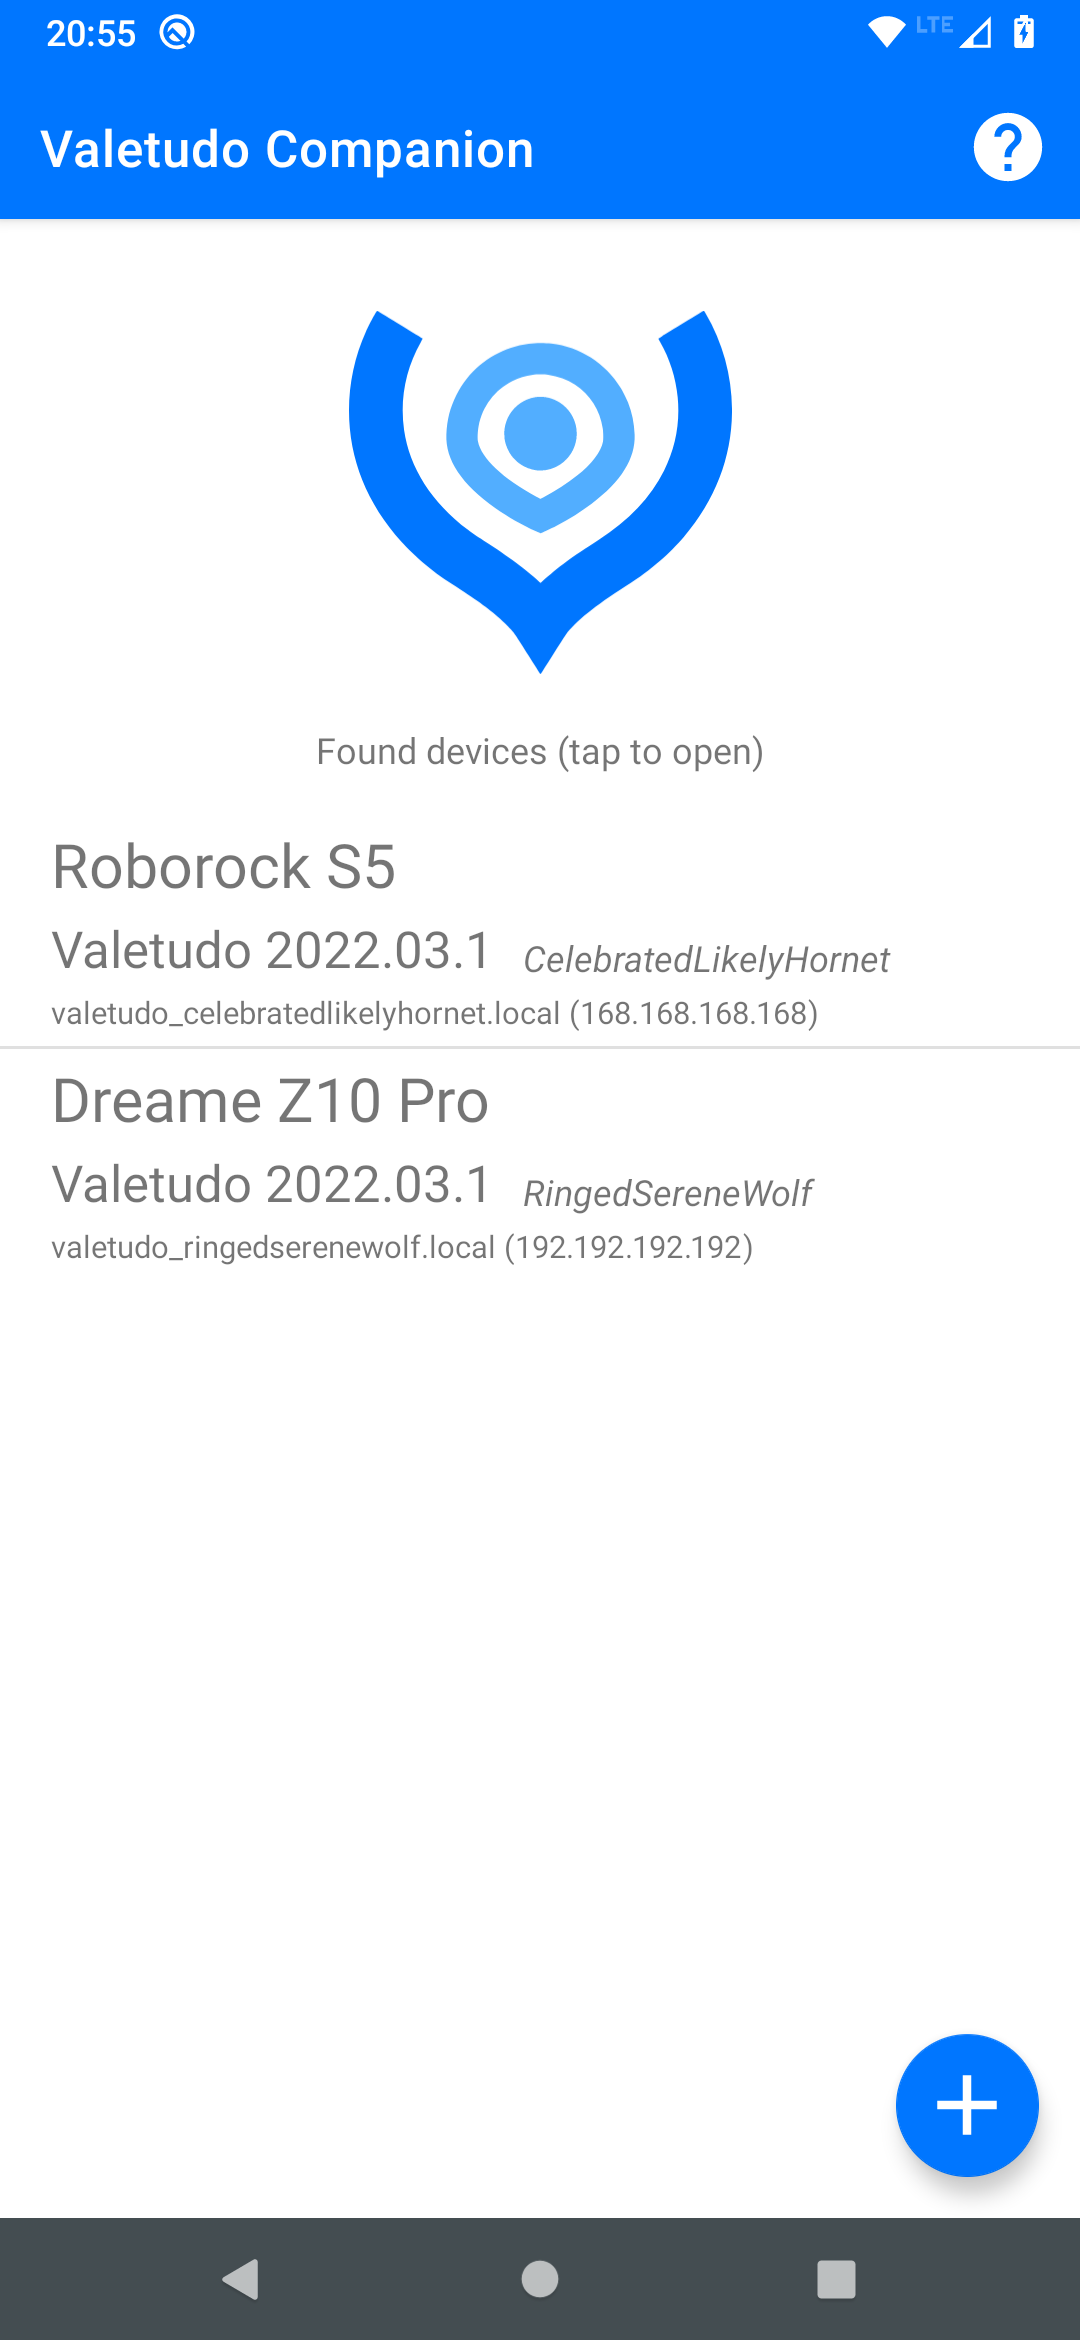 20:55 LTE
Valetudo Companion
Found devices (tap to open)
Roborock S5
Valetudo 2022.03.1 CelebratedLikelyHornet
valetudo_celebratedlikelyhornet.local (168.168.168.168)
Dreame Z10 Pro
Valetudo 2022.03.1 RingedSereneWolf
valetudo_ringedserenewolf.local (192.192.192.192)